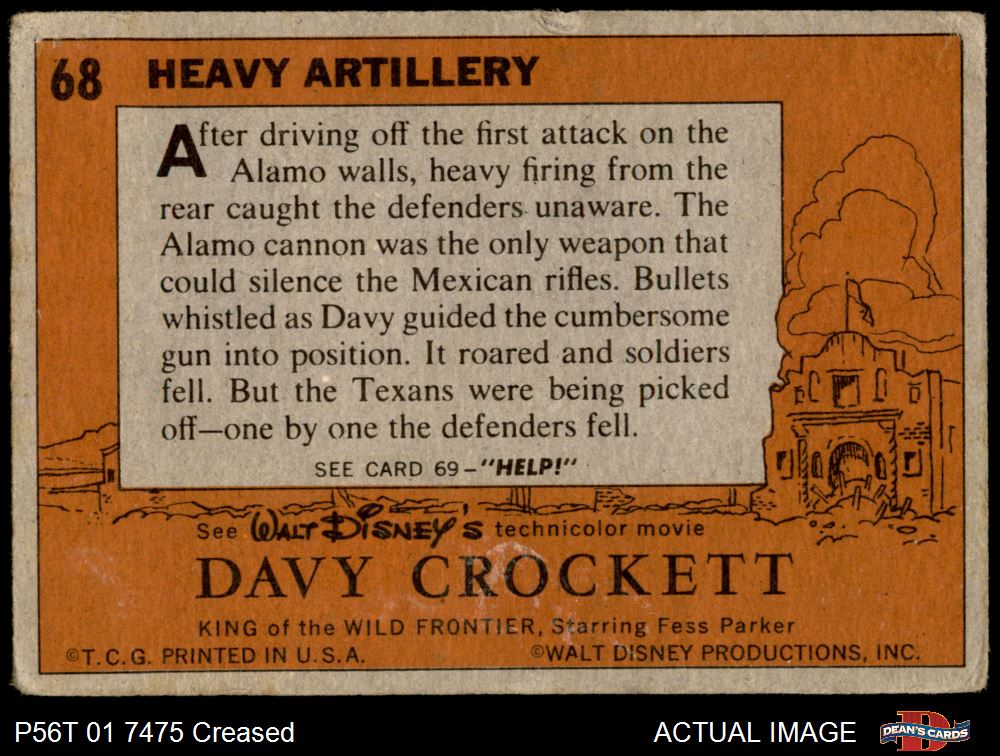 68 HEAVY ARTILLERY
After driving off the first attack on the
Alamo walls, heavy firing from the
rear caught the defenders unaware. The
Alamo cannon was the only weapon that
could silence the Mexican rifles. Bullets
whistled as Davy guided the cumbersome
gun into position. It roared and soldiers
fell. But the Texans were being picked
off—one by one the defenders fell.
SEE CARD 69–"HELP!"
See WALT DISNEY'S technicolor movie
DAVY CROCKETT
KING of the WILD FRONTIER, Starring Fess Parker
©T.C.G. PRINTED IN U.S.A. ©WALT DISNEY PRODUCTIONS, INC.
P56T 01 7475 Creased ACTUAL IMAGE D DEAN'S CARDS